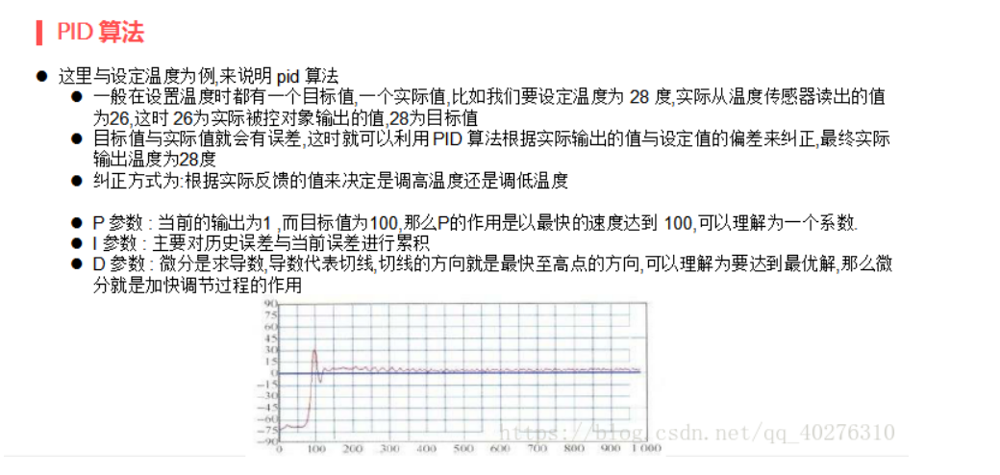 PID 算法
● 这里与设定温度为例,来说明 pid 算法
● 一般在设置温度时都有一个目标值,一个实际值,比如我们要设定温度为 28 度,实际从温度传感器读出的值
为26,这时 26为实际被控对象输出的值,28为目标值
● 目标值与实际值就会有误差,这时就可以利用 PID 算法根据实际输出的值与设定值的偏差来纠正,最终实际
输出温度为28度
● 纠正方式为:根据实际反馈的值来决定是调高温度还是调低温度
● P 参数 : 当前的输出为1 ,而目标值为100,那么P的作用是以最快的速度达到 100,可以理解为一个系数.
● I 参数 : 主要对历史误差与当前误差进行累积
● D 参数 : 微分是求导数,导数代表切线,切线的方向就是最快至高点的方向,可以理解为要达到最优解,那么微
分就是加快调节过程的作用
90
75
60
45
30
15
0
-15
-30
-45
-60
-75
-90
0 100 200 300 400 500 600 700 800 900 1 000
https://blog.csdn.net/qq_40276310